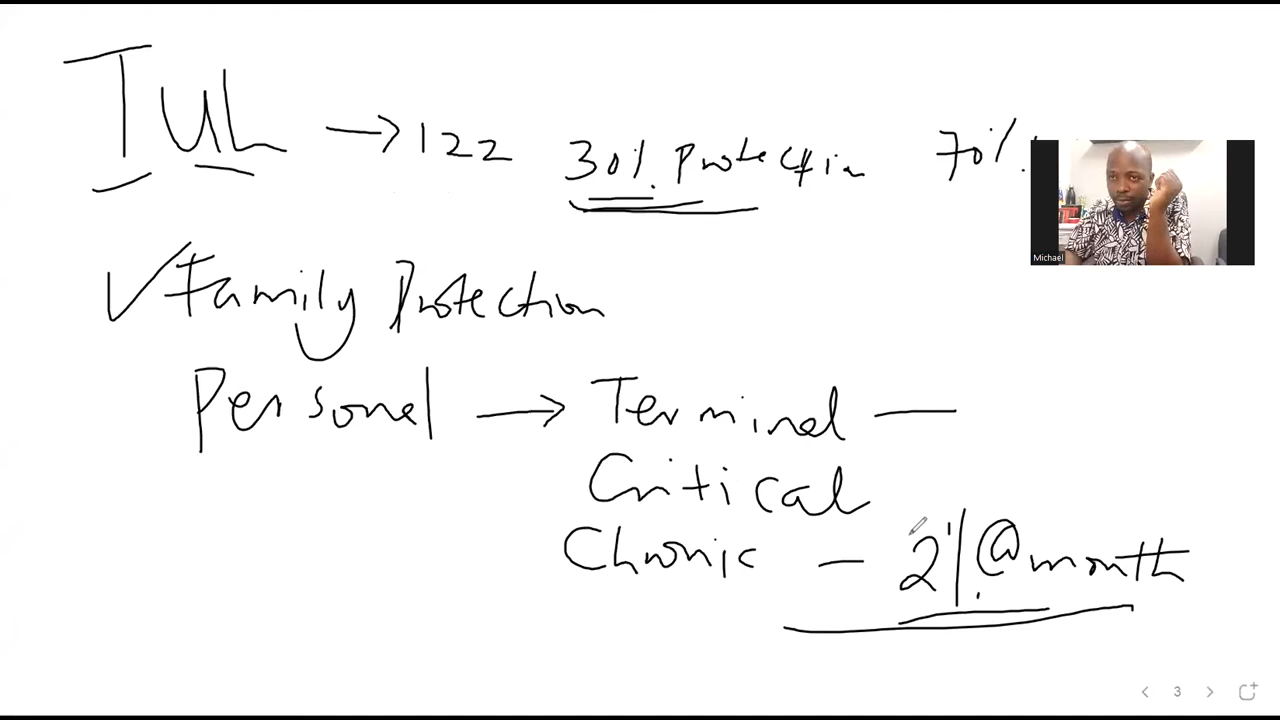 IUL → 122 30% Protection 70%
✓ Family Protection
Personal → Terminal —
Critical
Chronic — 2% @ month
Michael
3